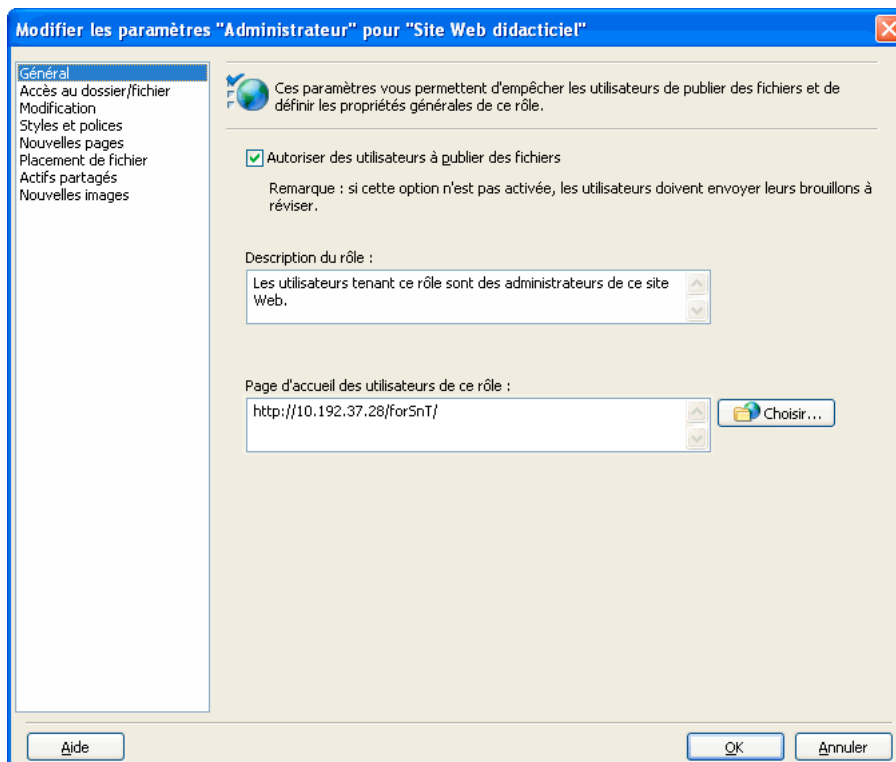 Modifier les paramètres "Administrateur" pour "Site Web didacticiel"
Général
Accès au dossier/fichier
Modification
Styles et polices
Nouvelles pages
Placement de fichier
Actifs partagés
Nouvelles images
Ces paramètres vous permettent d'empêcher les utilisateurs de publier des fichiers et de
définir les propriétés générales de ce rôle.
Autoriser des utilisateurs à publier des fichiers
Remarque : si cette option n'est pas activée, les utilisateurs doivent envoyer leurs brouillons à
réviser.
Description du rôle :
Les utilisateurs tenant ce rôle sont des administrateurs de ce site
Web.
Page d'accueil des utilisateurs de ce rôle :
http://10.192.37.28/forSnT/
Choisir...
Aide
OK
Annuler